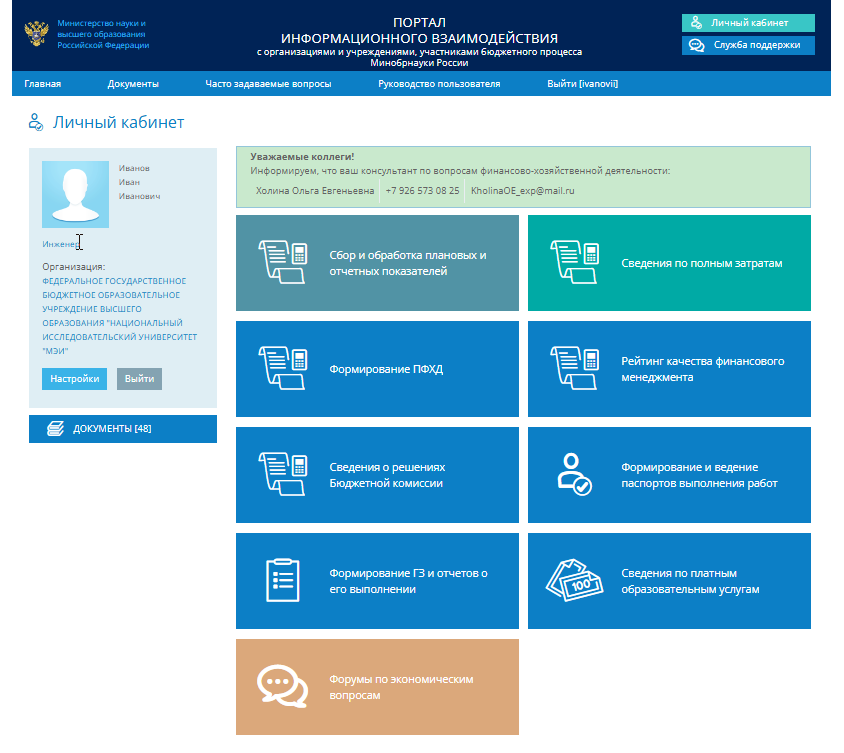 Министерство науки и
высшего образования
Российской Федерации
ПОРТАЛ
ИНФОРМАЦИОННОГО ВЗАИМОДЕЙСТВИЯ
с организациями и учреждениями, участниками бюджетного процесса
Минобрнауки России
Личный кабинет
Служба поддержки
Главная
Документы
Часто задаваемые вопросы
Руководство пользователя
Выйти [ivanovii]
Личный кабинет
Иванов
Иван
Иванович
Инженер
Организация:
ФЕДЕРАЛЬНОЕ ГОСУДАРСТВЕННОЕ
БЮДЖЕТНОЕ ОБРАЗОВАТЕЛЬНОЕ
УЧРЕЖДЕНИЕ ВЫСШЕГО
ОБРАЗОВАНИЯ "НАЦИОНАЛЬНЫЙ
ИССЛЕДОВАТЕЛЬСКИЙ УНИВЕРСИТЕТ
"МЭИ"
Настройки
Выйти
ДОКУМЕНТЫ [48]
Уважаемые коллеги!
Информируем, что ваш консультант по вопросам финансово-хозяйственной деятельности:
Холина Ольга Евгеньевна
+7 926 573 08 25
KholinaOE_exp@mail.ru
Сбор и обработка плановых и
отчетных показателей
Сведения по полным затратам
Формирование ПФХД
Рейтинг качества финансового
менеджмента
Сведения о решениях
Бюджетной комиссии
Формирование и ведение
паспортов выполнения работ
Формирование ГЗ и отчетов о
его выполнении
100
Сведения по платным
образовательным услугам
Форумы по экономическим
вопросам